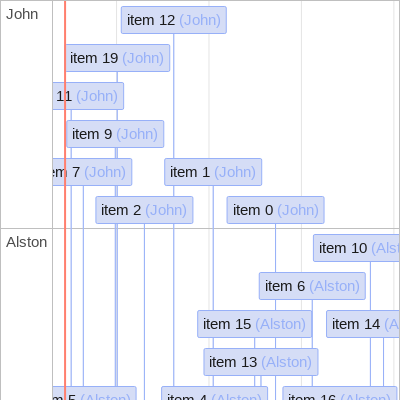 John
item 12 (John)
item 19 (John)
11 (John)
item 9 (John)
7 (John)
item 1 (John)
item 2 (John)
item 0 (John)
Alston
item 10 (Alst
item 6 (Alston)
item 15 (Alston)
item 14 (A
item 13 (Alston)
5 (Alston)
item 4 (Alston)
item 16 (Alston)